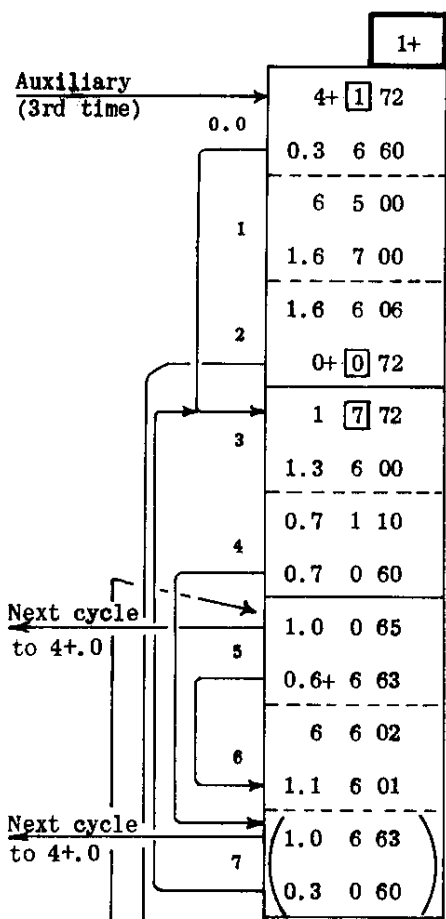 1+
Auxiliary
(3rd time)
4+ 1 72
0.0
0.3 6 60
6 5 00
1
1.6 7 00
1.6 6 06
2
0+ 0 72
1 7 72
3
1.3 6 00
0.7 1 10
4
0.7 0 60
Next cycle
to 4+.0
1.0 0 65
5
0.6+ 6 63
6 6 02
6
1.1 6 01
Next cycle
to 4+.0
(1.0 6 63
7
0.3 0 60)